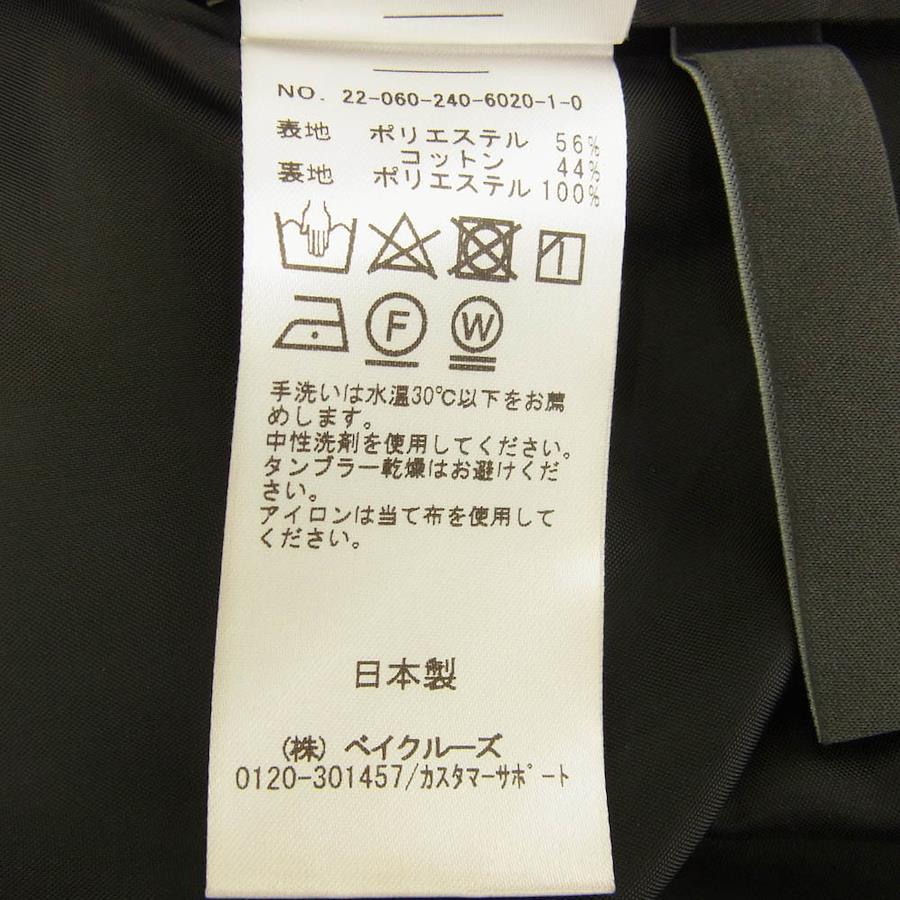 NO. 22-060-240-6020-1-0
表地 ポリエステル 56%
コットン 44%
裏地 ポリエステル 100%
F W
手洗いは水温30℃以下をお薦
めします。
中性洗剤を使用してください。
タンブラー乾燥はお避けくだ
さい。
アイロンは当て布を使用して
ください。
日本製
(株) ベイクルーズ
0120-301457/ｶｽﾀﾏｰｻﾎﾟｰﾄ